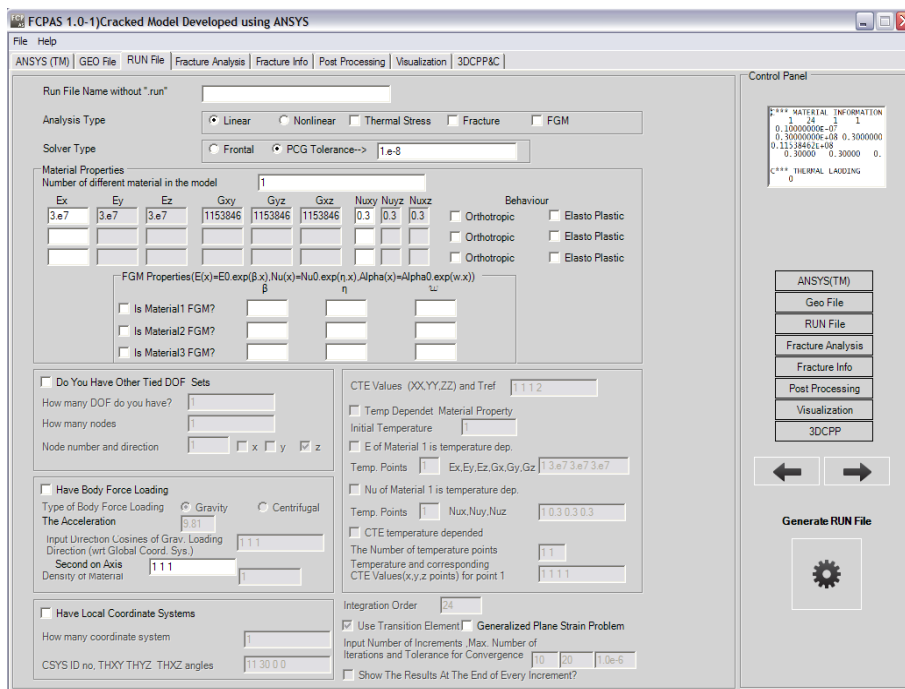 FCPAS 1.0-1)Cracked Model Developed using ANSYS
File Help
ANSYS (TM) GEO File RUN File Fracture Analysis Fracture Info Post Processing Visualization 3DCPP&C
Run File Name without ".run"
Analysis Type Linear Nonlinear Thermal Stress Fracture FGM
Solver Type Frontal PCG Tolerance--> 1.e-8
Material Properties
Number of different material in the model 1
Ex Ey Ez Gxy Gyz Gxz Nuxy Nuyz Nuxz Behaviour
3.e7 3.e7 3.e7 1153846 1153846 1153846 0.3 0.3 0.3 Orthotropic Elasto Plastic
Orthotropic Elasto Plastic
Orthotropic Elasto Plastic
FGM Properties(E(x)=E0.exp(β.x),Nu(x)=Nu0.exp(η.x),Alpha(x)=Alpha0.exp(w.x))
β η
Is Material1 FGM?
Is Material2 FGM?
Is Material3 FGM?
Do You Have Other Tied DOF Sets
How many DOF do you have? 1
How many nodes 1
Node number and direction 1 x y z
Have Body Force Loading
Type of Body Force Loading Gravity Centrifugal
The Acceleration 9.81
Input Direction Cosines of Grav. Loading
Direction (wrt Global Coord. Sys.) 1 1 1
Second on Axis 1 1 1
Density of Material 1
Have Local Coordinate Systems
How many coordinate system 1
CSYS ID no, THXY THYZ THXZ angles 11 30 0 0
CTE Values (XX,YY,ZZ) and Tref 1 1 1 2
Temp Dependet Material Property
Initial Temperature 1
E of Material 1 is temperature dep.
Temp. Points 1 Ex,Ey,Ez,Gx,Gy,Gz 1 3.e7 3.e7 3.e7
Nu of Material 1 is temperature dep.
Temp. Points 1 Nux,Nuy,Nuz 1 0.3 0.3 0.3
CTE temperature depended
The Number of temperature points 1 1
Temperature and corresponding
CTE Values(x,y,z points) for point 1 1 1 1 1
Integration Order 24
Use Transition Element Generalized Plane Strain Problem
Input Number of Increments ,Max. Number of
Iterations and Tolerance for Convergence 10 20 1.0e-6
Show The Results At The End of Every Increment?
Control Panel
C*** MATERIAL INFORMATION
1 24 1 1
0.10000000E-07
0.30000000E+08 0.3000000
0.11538462E+08
0.30000 0.30000 0.
C*** THERMAL LAODING
0
ANSYS(TM)
Geo File
RUN File
Fracture Analysis
Fracture Info
Post Processing
Visualization
3DCPP
Generate RUN File